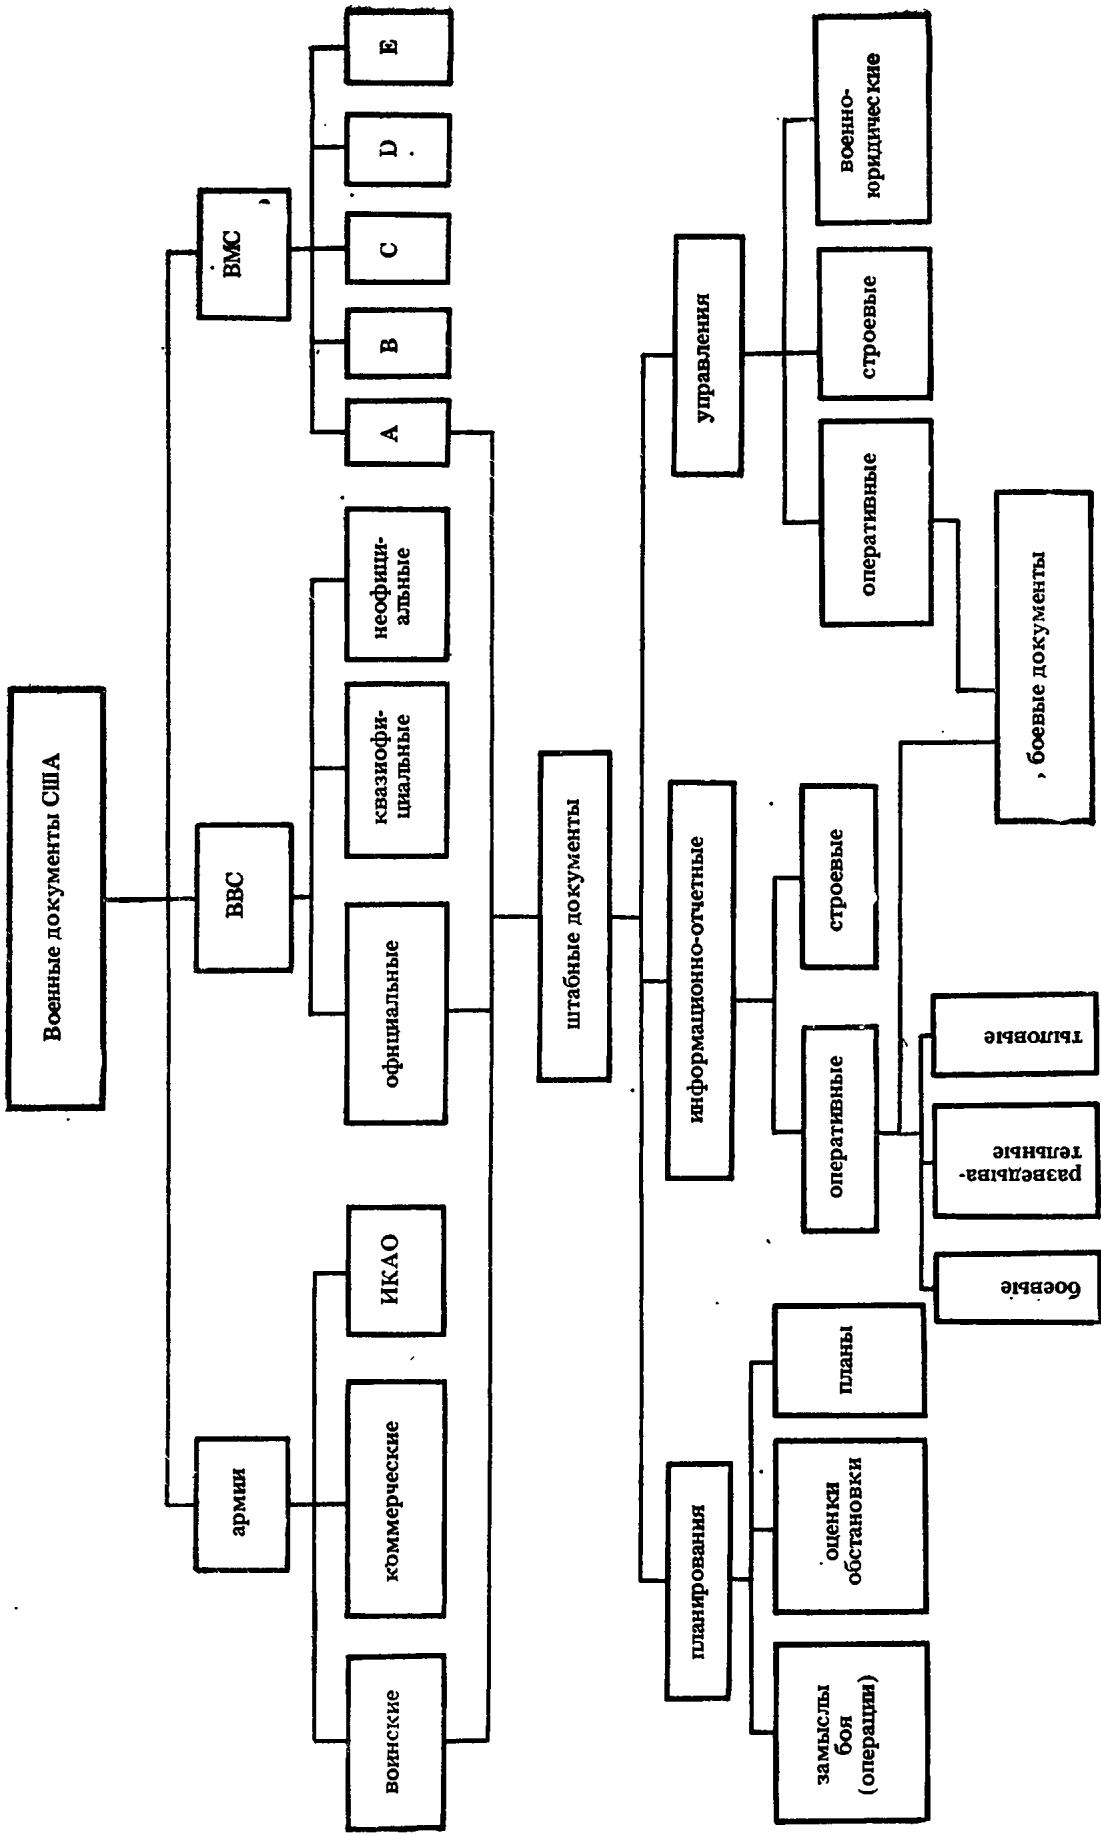 Военные документы США
армии
ВВС
ВМС
воинские
коммерческие
ИКАО
официальные
квазиофи-
циальные
неофици-
альные
A
B
C
D
E
штабные документы
планирования
информационно-отчетные
управления
замыслы
боя
(операции)
оценки
обстановки
планы
оперативные
строевые
оперативные
строевые
военно-
юридические
боевые
разведыва-
тельные
тыловые
, боевые документы